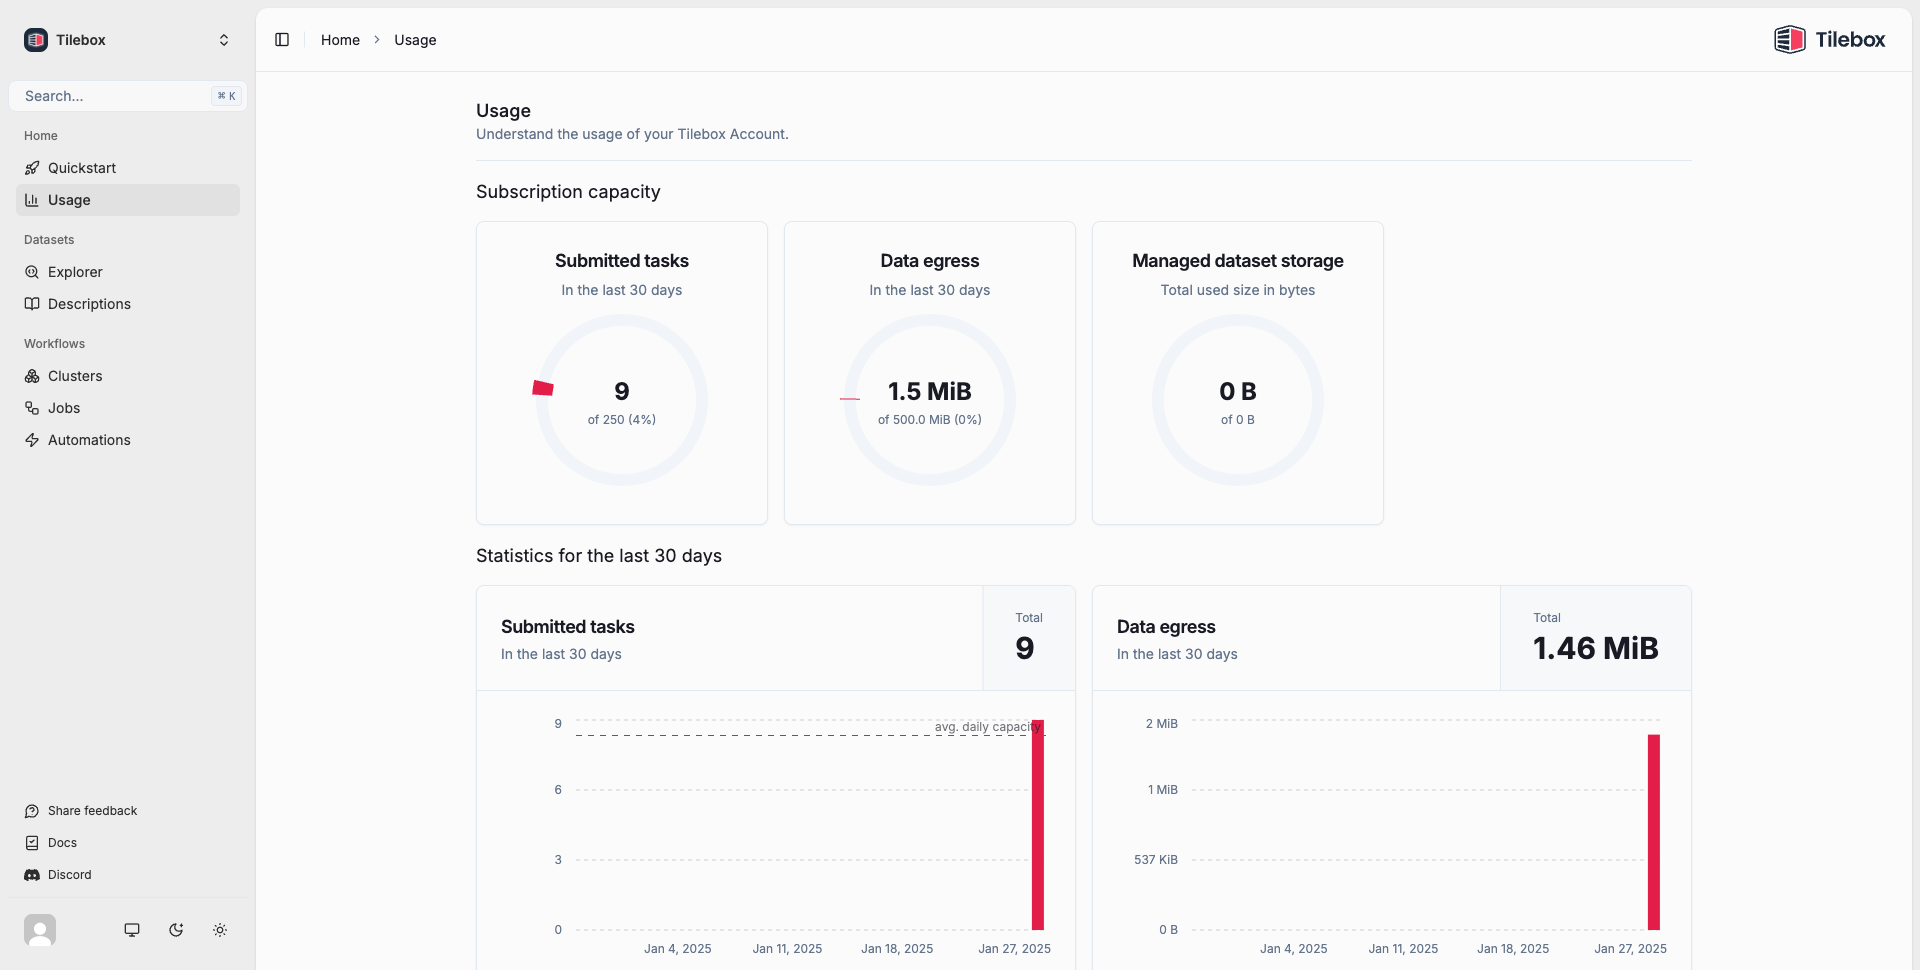 Tilebox
Search...
⌘ K
Home
Quickstart
Usage
Datasets
Explorer
Descriptions
Workflows
Clusters
Jobs
Automations
Share feedback
Docs
Discord
Home > Usage
Tilebox
Usage
Understand the usage of your Tilebox Account.
Subscription capacity
Submitted tasks
In the last 30 days
9
of 250 (4%)
Data egress
In the last 30 days
1.5 MiB
of 500.0 MiB (0%)
Managed dataset storage
Total used size in bytes
0 B
of 0 B
Statistics for the last 30 days
Submitted tasks
In the last 30 days
Total
9
avg. daily capacity
9
6
3
0
Jan 4, 2025
Jan 11, 2025
Jan 18, 2025
Jan 27, 2025
Data egress
In the last 30 days
Total
1.46 MiB
2 MiB
1 MiB
537 KiB
0 B
Jan 4, 2025
Jan 11, 2025
Jan 18, 2025
Jan 27, 2025